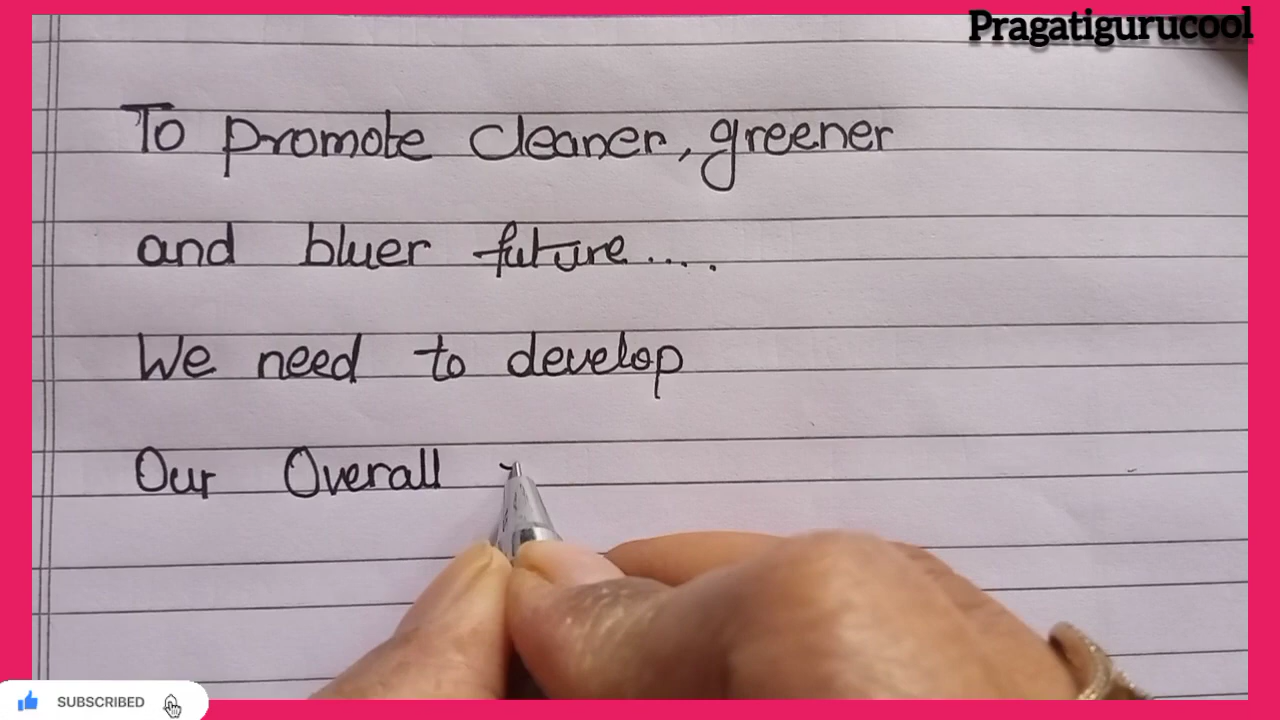 Pragatigurucool
To promote cleaner, greener
and bluer future....
We need to develop
Our Overall
SUBSCRIBED